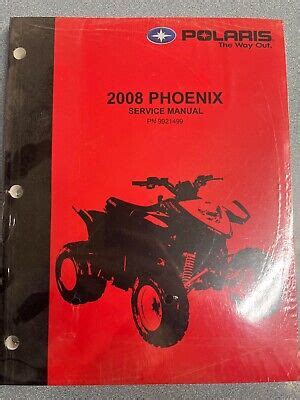 POLARIS
The Way Out.
2008 PHOENIX
SERVICE MANUAL
PN 9921499